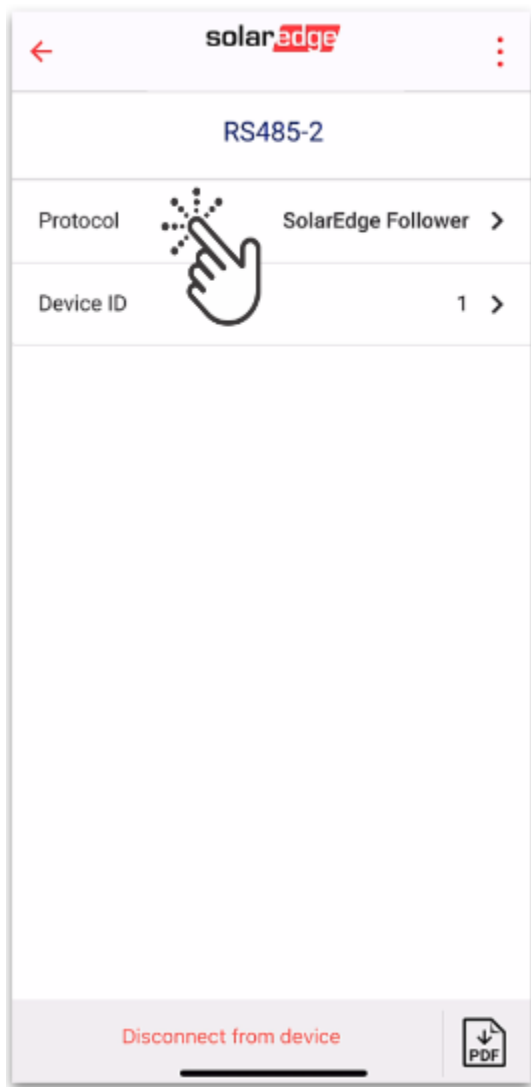 solaredge
RS485-2
Protocol SolarEdge Follower
Device ID 1
Disconnect from device
PDF